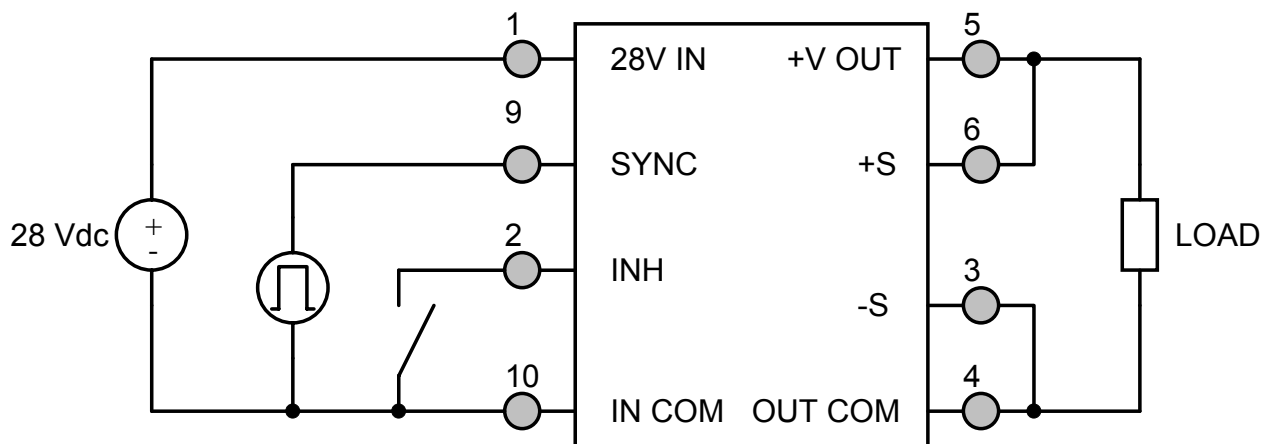 1
28V IN
+V OUT
5
9
SYNC
+S
6
28 Vdc
+
-
2
INH
-S
3
LOAD
10
IN COM
OUT COM
4